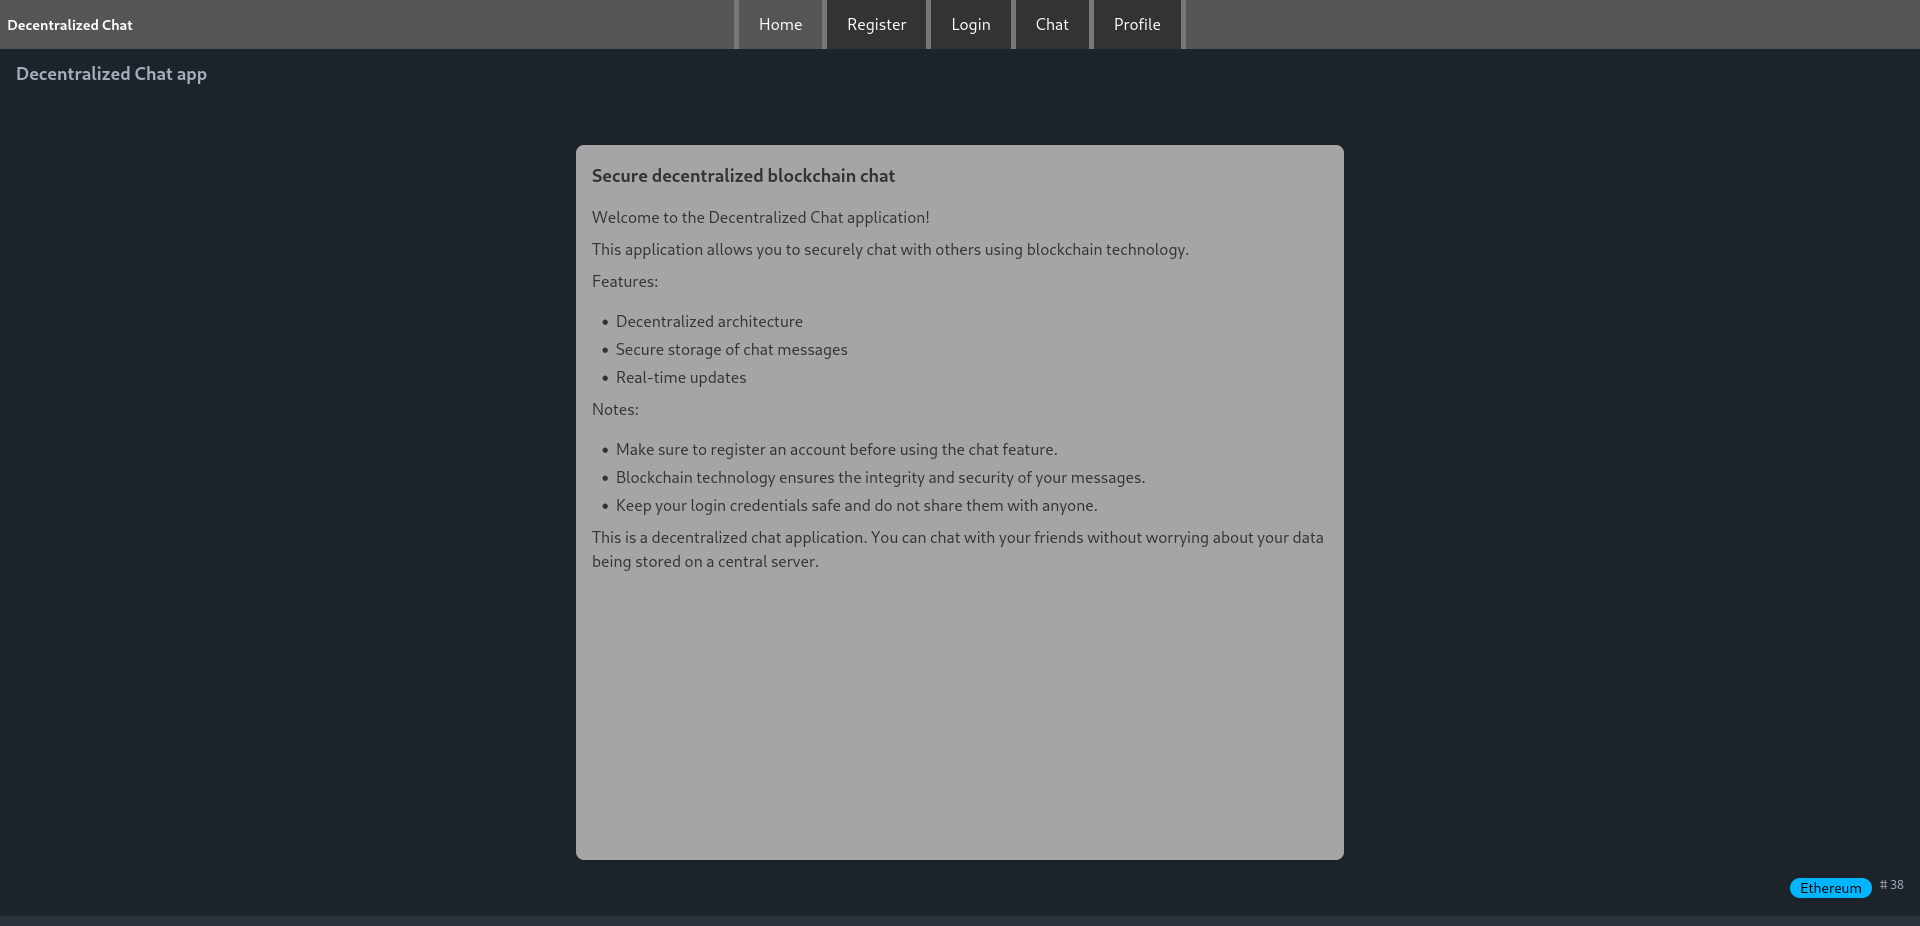 Decentralized Chat
Home Register Login Chat Profile
Decentralized Chat app
Secure decentralized blockchain chat
Welcome to the Decentralized Chat application!
This application allows you to securely chat with others using blockchain technology.
Features:
• Decentralized architecture
• Secure storage of chat messages
• Real-time updates
Notes:
• Make sure to register an account before using the chat feature.
• Blockchain technology ensures the integrity and security of your messages.
• Keep your login credentials safe and do not share them with anyone.
This is a decentralized chat application. You can chat with your friends without worrying about your data
being stored on a central server.
Ethereum # 38